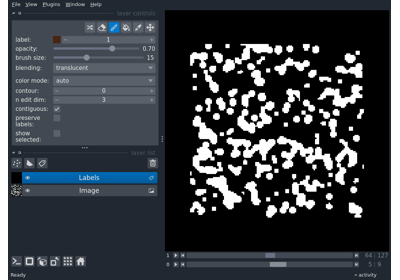 File View Plugins Window Help
layer controls
label: 1
opacity: 0.70
brush size: 15
blending: translucent
color mode: auto
contour: 0
n edit dim: 3
contiguous:
preserve
labels:
show
selected:
layer list
Labels
Image
1 64 127
0 5 9
Ready activity